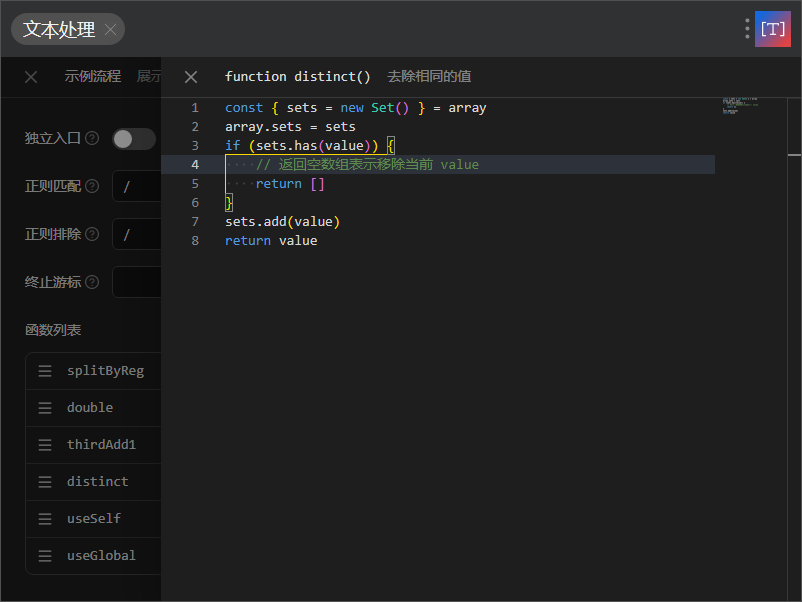 文本处理
[T]
示例流程 展示
function distinct() 去除相同的值
独立入口
正则匹配 /
正则排除 /
终止游标
函数列表
splitByReg
double
thirdAdd1
distinct
useSelf
useGlobal
1 const { sets = new Set() } = array
2 array.sets = sets
3 if (sets.has(value)) {
4 // 返回空数组表示移除当前 value
5 return []
6 }
7 sets.add(value)
8 return value